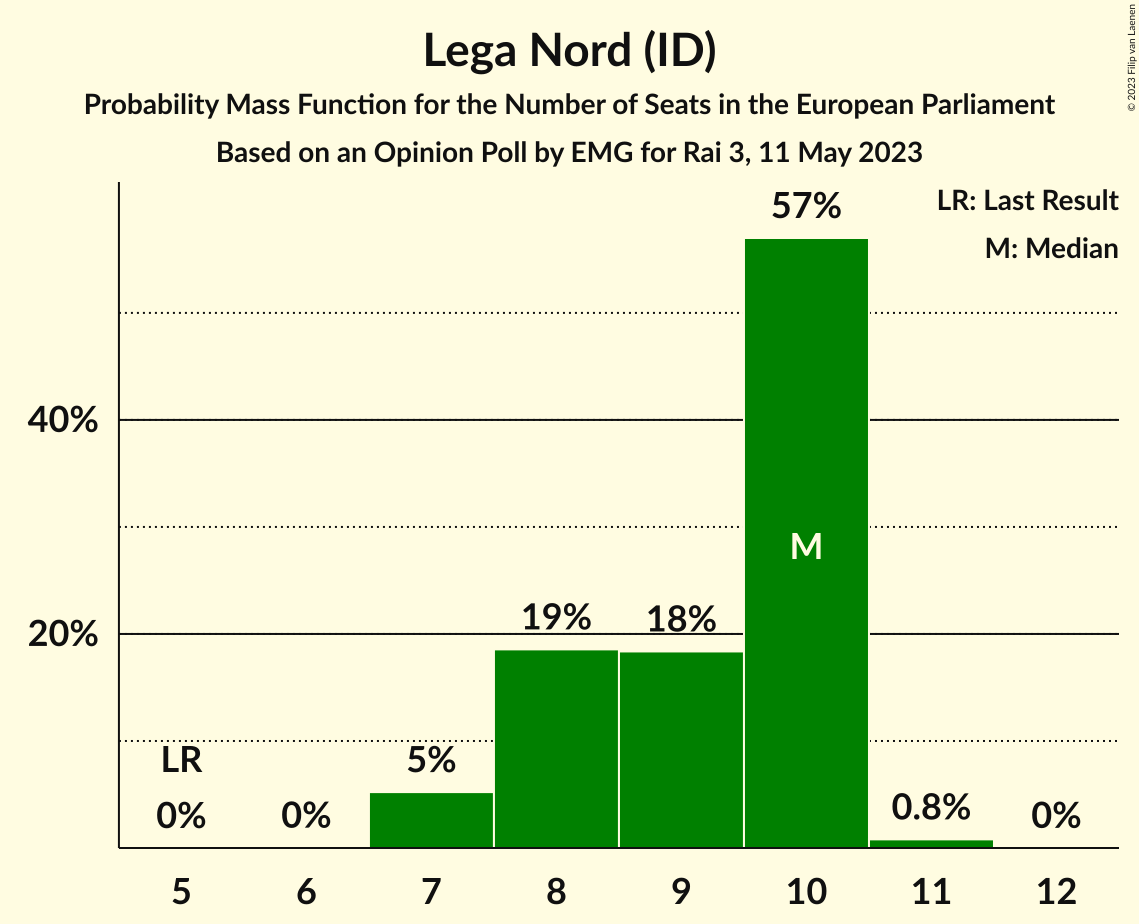 Lega Nord (ID)
Probability Mass Function for the Number of Seats in the European Parliament
Based on an Opinion Poll by EMG for Rai 3, 11 May 2023
© 2023 Filip van Laenen
LR: Last Result
M: Median
57%
40%
M
20%
19%
18%
LR
5%
0%
0%
0.8%
0%
5 6 7 8 9 10 11 12